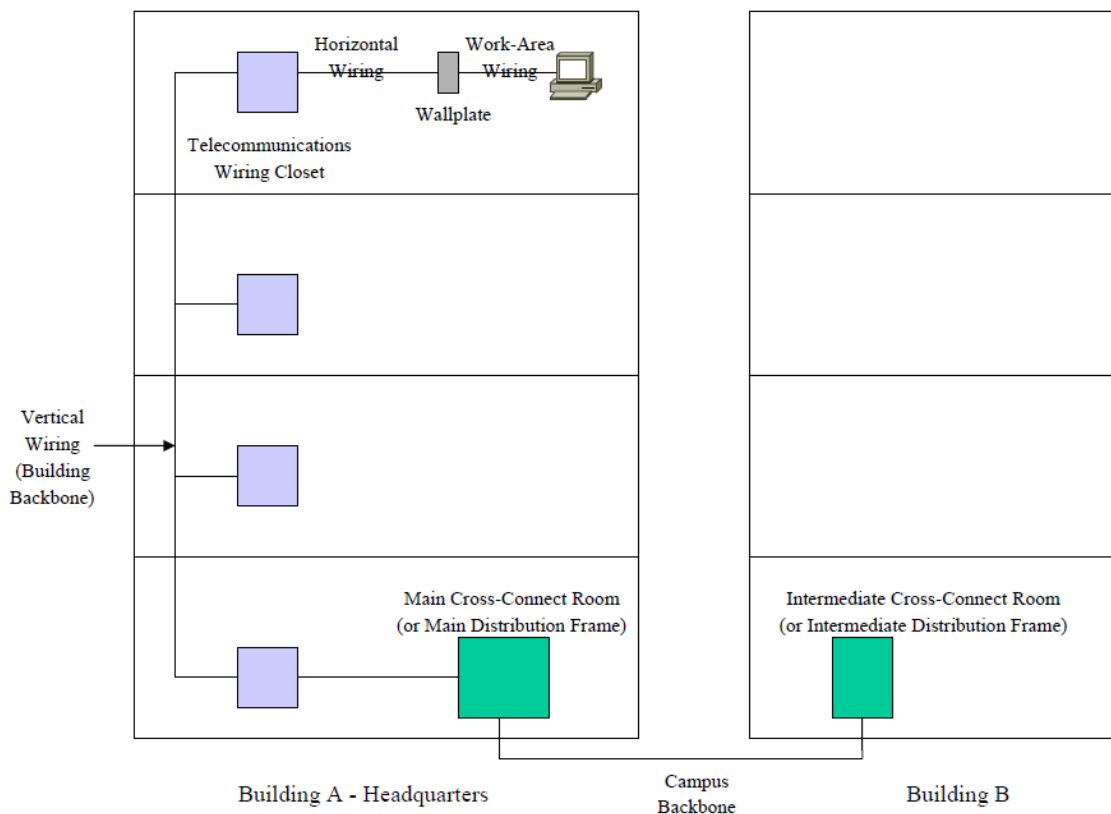 Horizontal
Wiring
Work-Area
Wiring
Wallplate
Telecommunications
Wiring Closet
Vertical
Wiring
(Building
Backbone)
Main Cross-Connect Room
(or Main Distribution Frame)
Intermediate Cross-Connect Room
(or Intermediate Distribution Frame)
Building A - Headquarters
Campus
Backbone
Building B